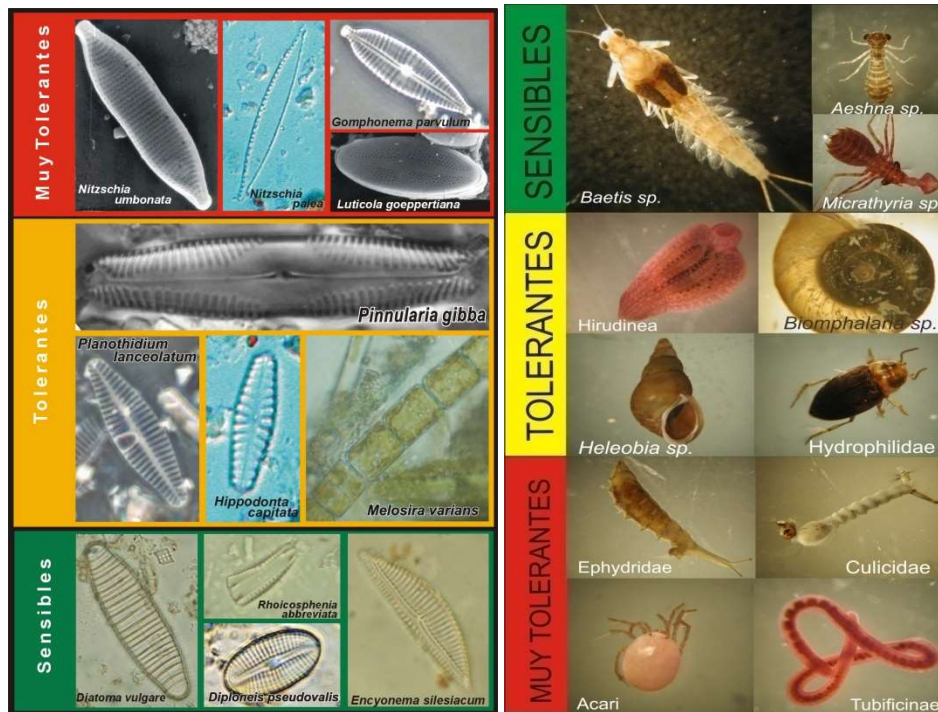 Muy Tolerantes
Nitzschia
umbonata
Nitzschia
palea
Gomphonema parvulum
Luticola goeppertiana
Tolerantes
Pinnularia gibba
Planothidium
lanceolatum
Hippodonta
capitata
Melosira varians
Sensibles
Diatoma vulgare
Rhoicosphenia
abbreviata
Diploneis pseudovalis
Encyonema silesiacum
SENSIBLES
Baetis sp.
Aeshna sp.
Micrathyria sp
TOLERANTES
Hirudinea
Biomphalaria sp.
Heleobia sp.
Hydrophilidae
MUY TOLERANTES
Ephydridae
Culicidae
Acari
Tubificinae